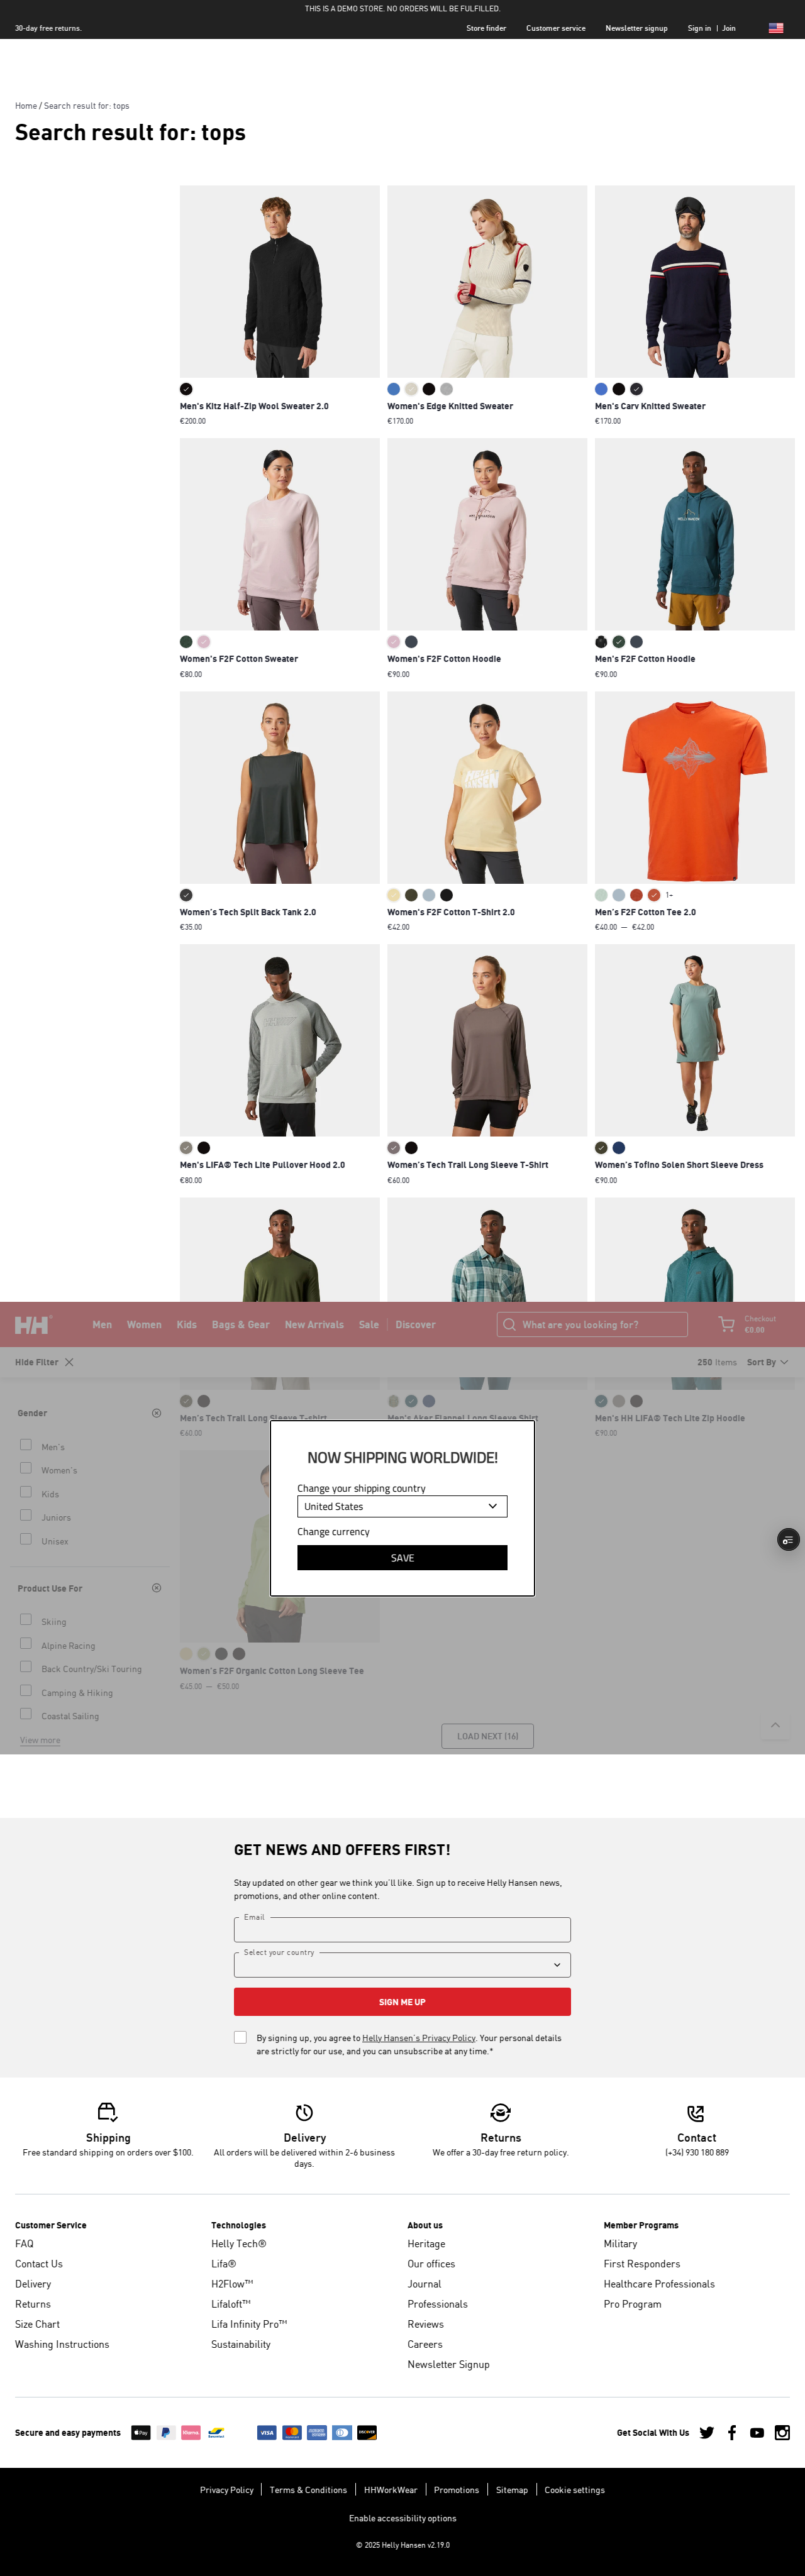 THIS IS A DEMO STORE. NO ORDERS WILL BE FULFILLED.
30-day free returns.
Store finder
Customer service
Newsletter signup
Sign in | Join
Home / Search result for: tops
Search result for: tops
Men's Kitz Half-Zip Wool Sweater 2.0
€200.00
Women's Edge Knitted Sweater
€170.00
Men's Carv Knitted Sweater
€170.00
Women's F2F Cotton Sweater
€80.00
Women's F2F Cotton Hoodie
€90.00
Men's F2F Cotton Hoodie
€90.00
Women's Tech Split Back Tank 2.0
€35.00
Women's F2F Cotton T-Shirt 2.0
€42.00
1+
Men's F2F Cotton Tee 2.0
€40.00 — €42.00
Men's LIFA® Tech Lite Pullover Hood 2.0
€80.00
Women's Tech Trail Long Sleeve T-Shirt
€60.00
Women's Tofino Solen Short Sleeve Dress
€90.00
HH
Men
Women
Kids
Bags & Gear
New Arrivals
Sale
Discover
What are you looking for?
Checkout
€0.00
Hide Filter
250 Items
Sort By
Men's Tech Trail Long Sleeve T-shirt
€60.00
Men's Aker Flannel Long Sleeve Shirt
Men's HH LIFA® Tech Lite Zip Hoodie
€90.00
Gender
Men's
Women's
Kids
Juniors
Unisex
Product Use For
Skiing
Alpine Racing
Back Country/Ski Touring
Camping & Hiking
Coastal Sailing
View more
NOW SHIPPING WORLDWIDE!
Change your shipping country
United States
Change currency
SAVE
Women's F2F Organic Cotton Long Sleeve Tee
€45.00 — €50.00
LOAD NEXT (16)
GET NEWS AND OFFERS FIRST!
Stay updated on other gear we think you'll like. Sign up to receive Helly Hansen news,
promotions, and other online content.
Email
Select your country
SIGN ME UP
By signing up, you agree to Helly Hansen's Privacy Policy. Your personal details
are strictly for our use, and you can unsubscribe at any time.*
Shipping
Free standard shipping on orders over $100.
Delivery
All orders will be delivered within 2-6 business
days.
Returns
We offer a 30-day free return policy.
Contact
(+34) 930 180 889
Customer Service
FAQ
Contact Us
Delivery
Returns
Size Chart
Washing Instructions
Technologies
Helly Tech®
Lifa®
H2Flow™
Lifaloft™
Lifa Infinity Pro™
Sustainability
About us
Heritage
Our offices
Journal
Professionals
Reviews
Careers
Newsletter Signup
Member Programs
Military
First Responders
Healthcare Professionals
Pro Program
Secure and easy payments
Get Social With Us
Privacy Policy
Terms & Conditions
HHWorkWear
Promotions
Sitemap
Cookie settings
Enable accessibility options
© 2025 Helly Hansen v2.19.0